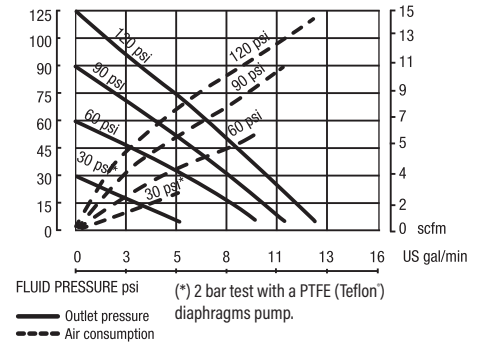 125
105
90
75
60
45
30
15
0
120 psi
90 psi
60 psi
30 psi*
120 psi
90 psi
60 psi
30 psi*
15
13
11
9
7
5
4
2
0 scfm
0 3 5 8 11 13 16 US gal/min
FLUID PRESSURE psi
Outlet pressure
Air consumption
(*) 2 bar test with a PTFE (Teflon®)
diaphragms pump.